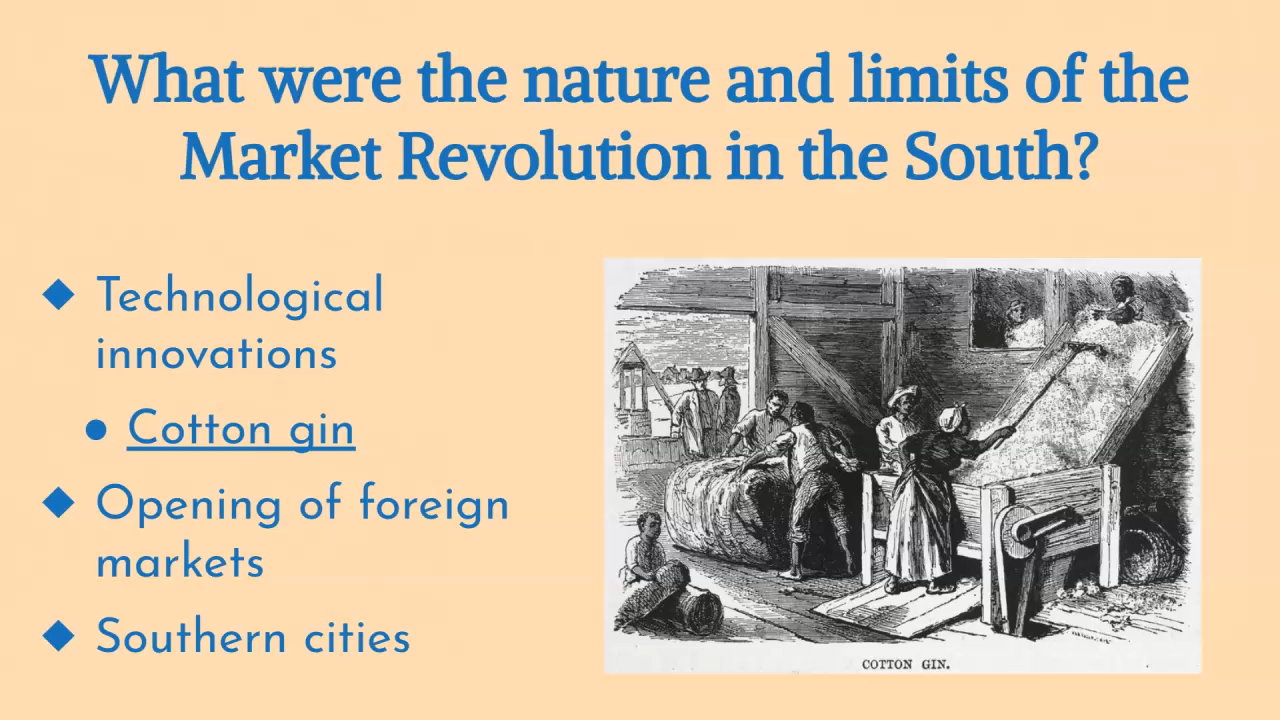 What were the nature and limits of the
Market Revolution in the South?
Technological
innovations
Cotton gin
Opening of foreign
markets
Southern cities
COTTON GIN.